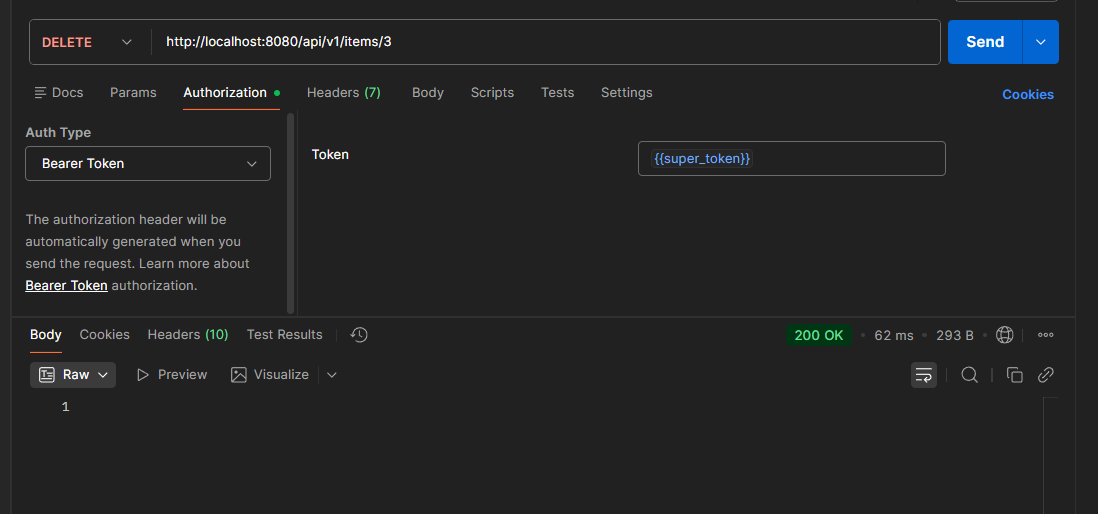 DELETE http://localhost:8080/api/v1/items/3 Send
Docs Params Authorization Headers (7) Body Scripts Tests Settings Cookies
Auth Type
Bearer Token
The authorization header will be
automatically generated when you
send the request. Learn more about
Bearer Token authorization.
Token {{super_token}}
Body Cookies Headers (10) Test Results 200 OK • 62 ms • 293 B
Raw Preview Visualize
1